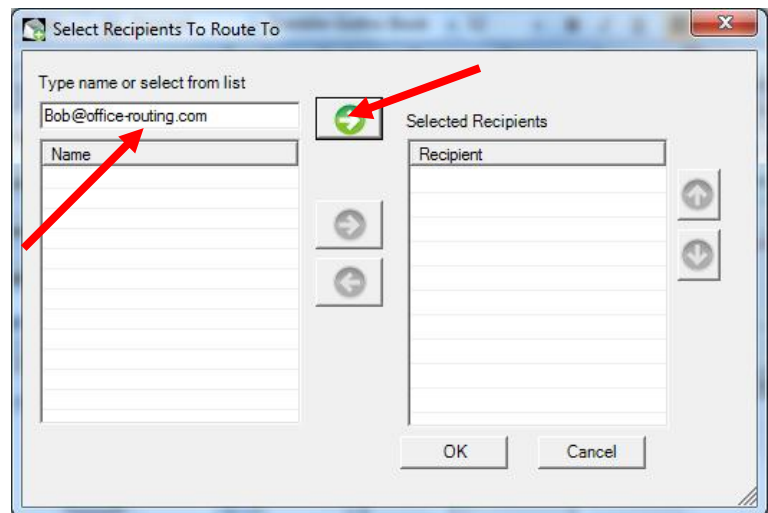 Select Recipients To Route To
Type name or select from list
Bob@office-routing.com
Selected Recipients
Name
Recipient
OK
Cancel